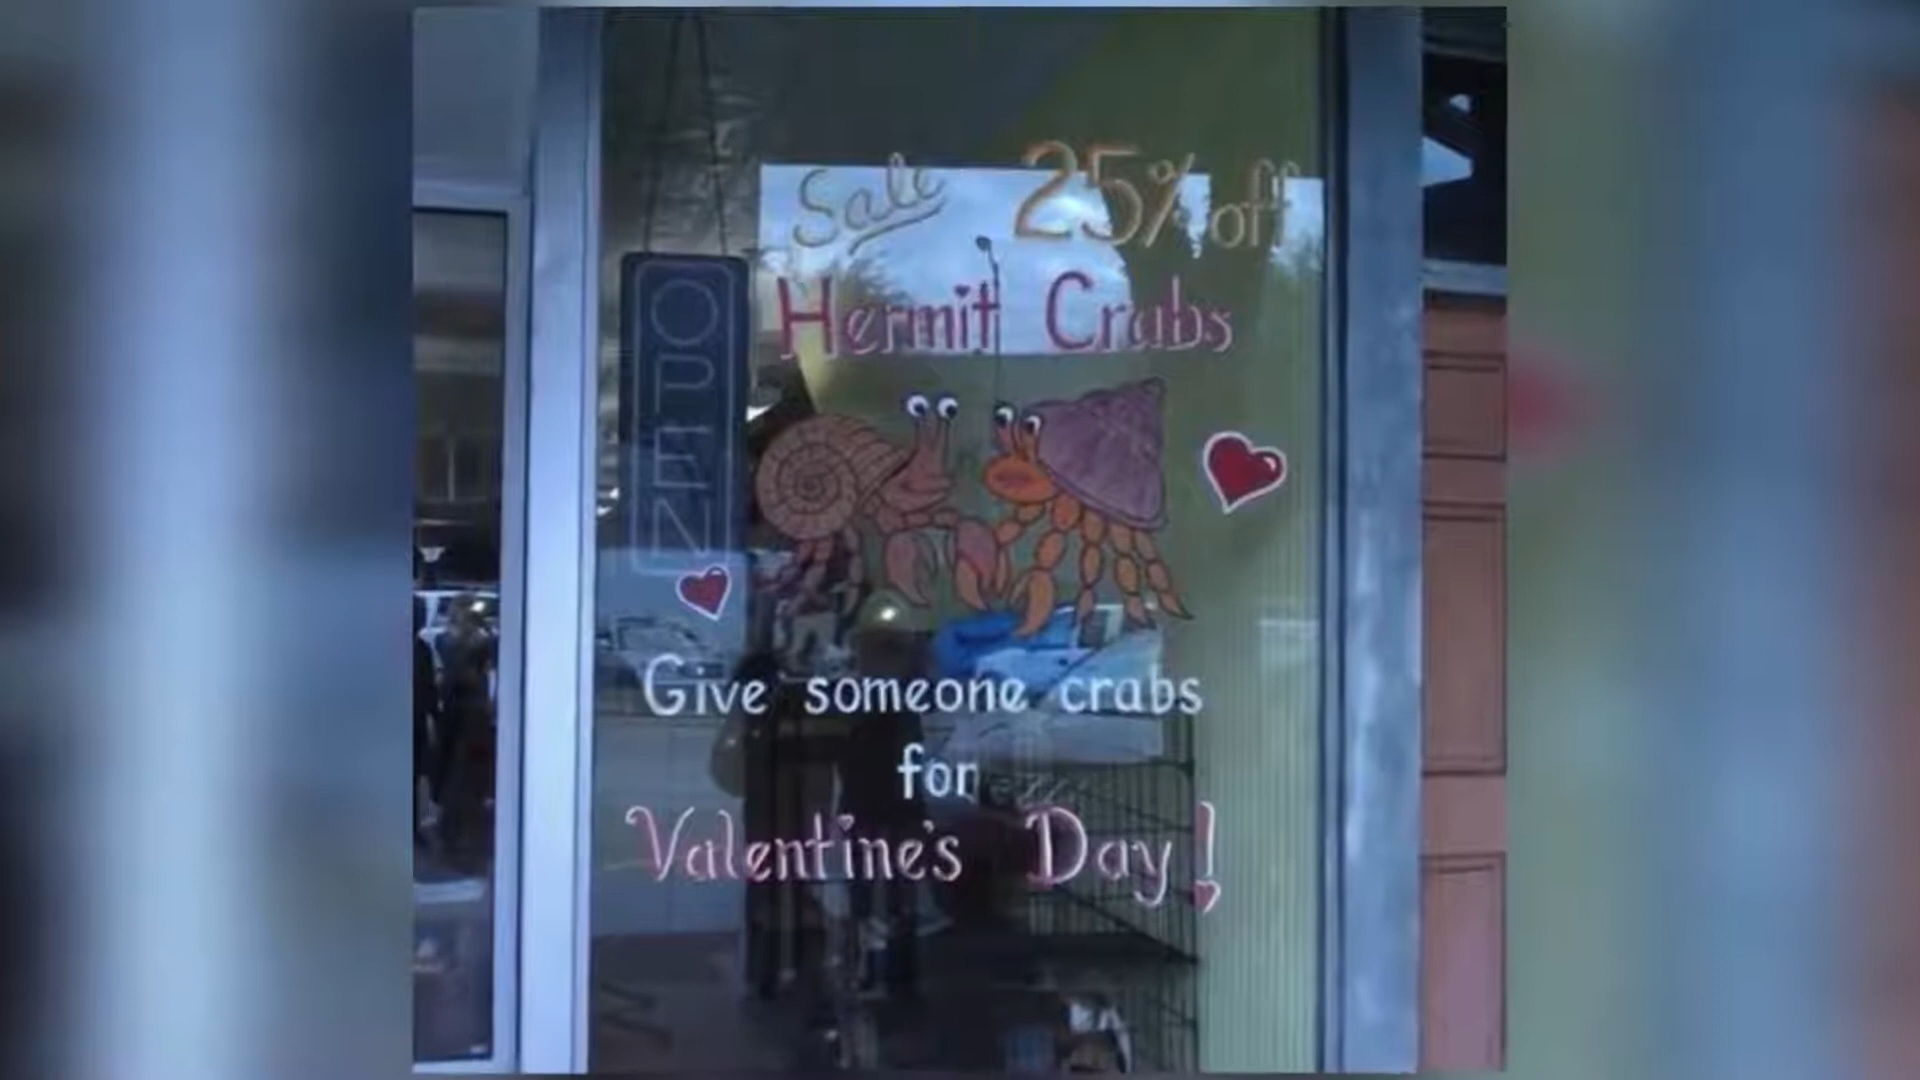 Sale 25% off
Hermit Crabs
OPEN
Give someone crabs
for
Valentine's Day!